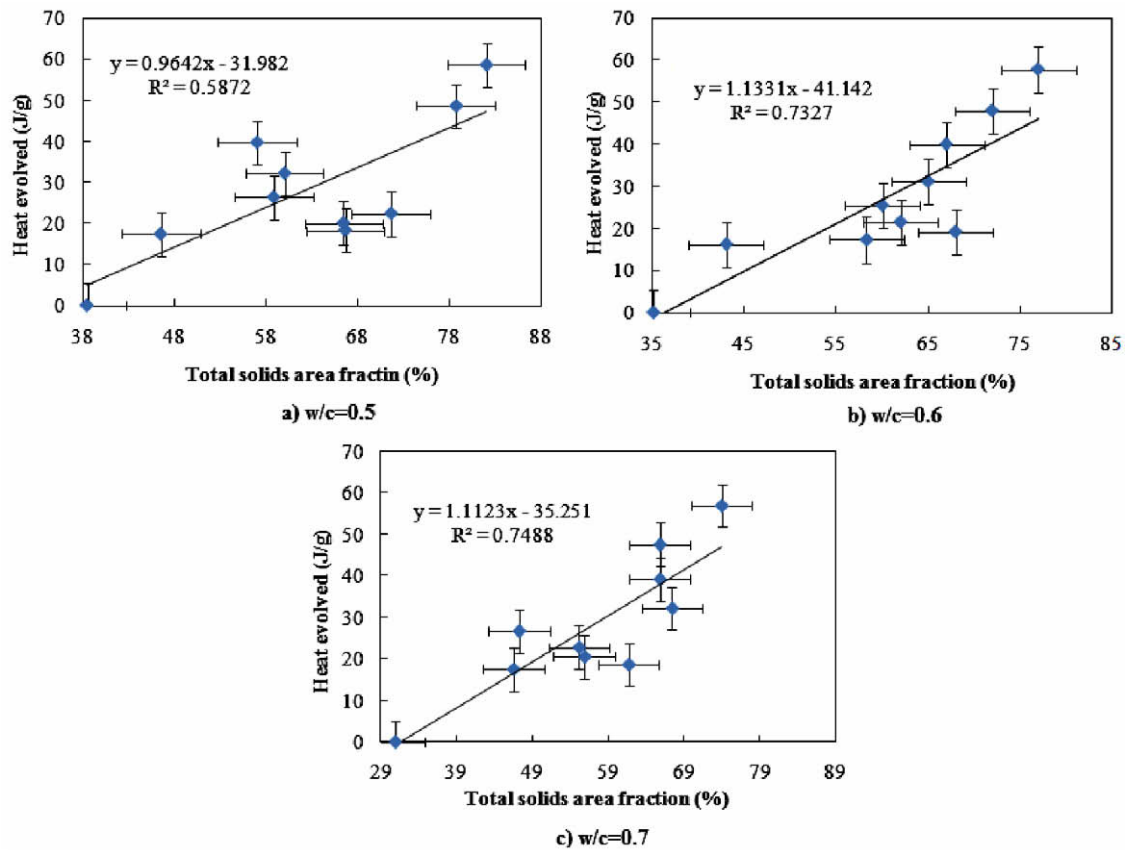 70
60
50
40
30
20
10
0
Heat evolved (J/g)
y = 0.9642x - 31.982
R² = 0.5872
38 48 58 68 78 88
Total solids area fractin (%)
a) w/c=0.5
70
60
50
40
30
20
10
0
Heat evolved (J/g)
y = 1.1331x - 41.142
R² = 0.7327
35 45 55 65 75 85
Total solids area fraction (%)
b) w/c=0.6
70
60
50
40
30
20
10
0
Heat evolved (J/g)
y = 1.1123x - 35.251
R² = 0.7488
29 39 49 59 69 79 89
Total solids area fraction (%)
c) w/c=0.7